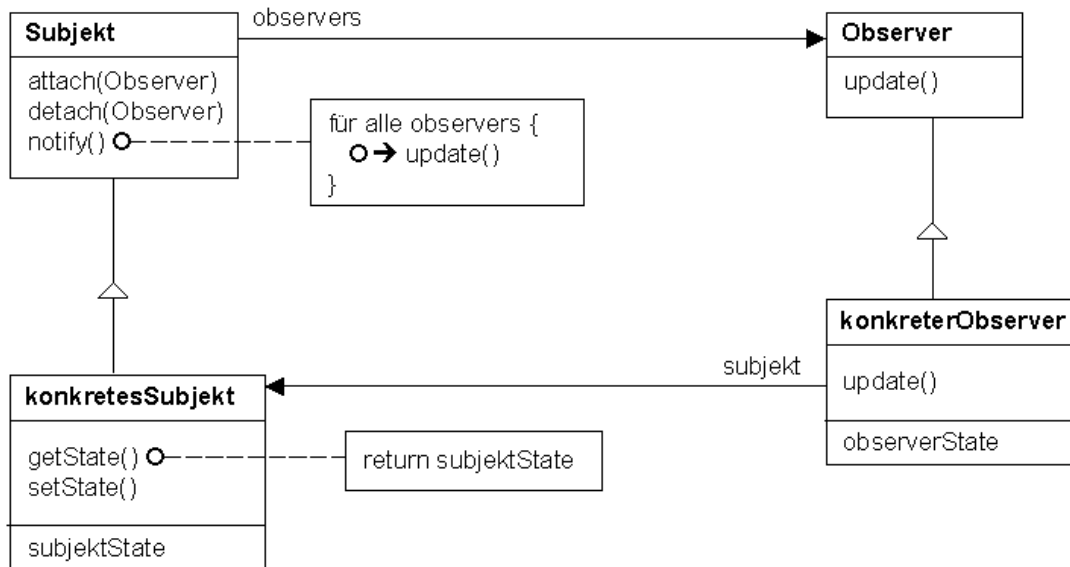 observers
Subjekt
attach(Observer)
detach(Observer)
notify()
für alle observers {
update()
}
Observer
update()
konkreterObserver
update()
observerState
subjekt
konkretesSubjekt
getState()
setState()
subjektState
return subjektState